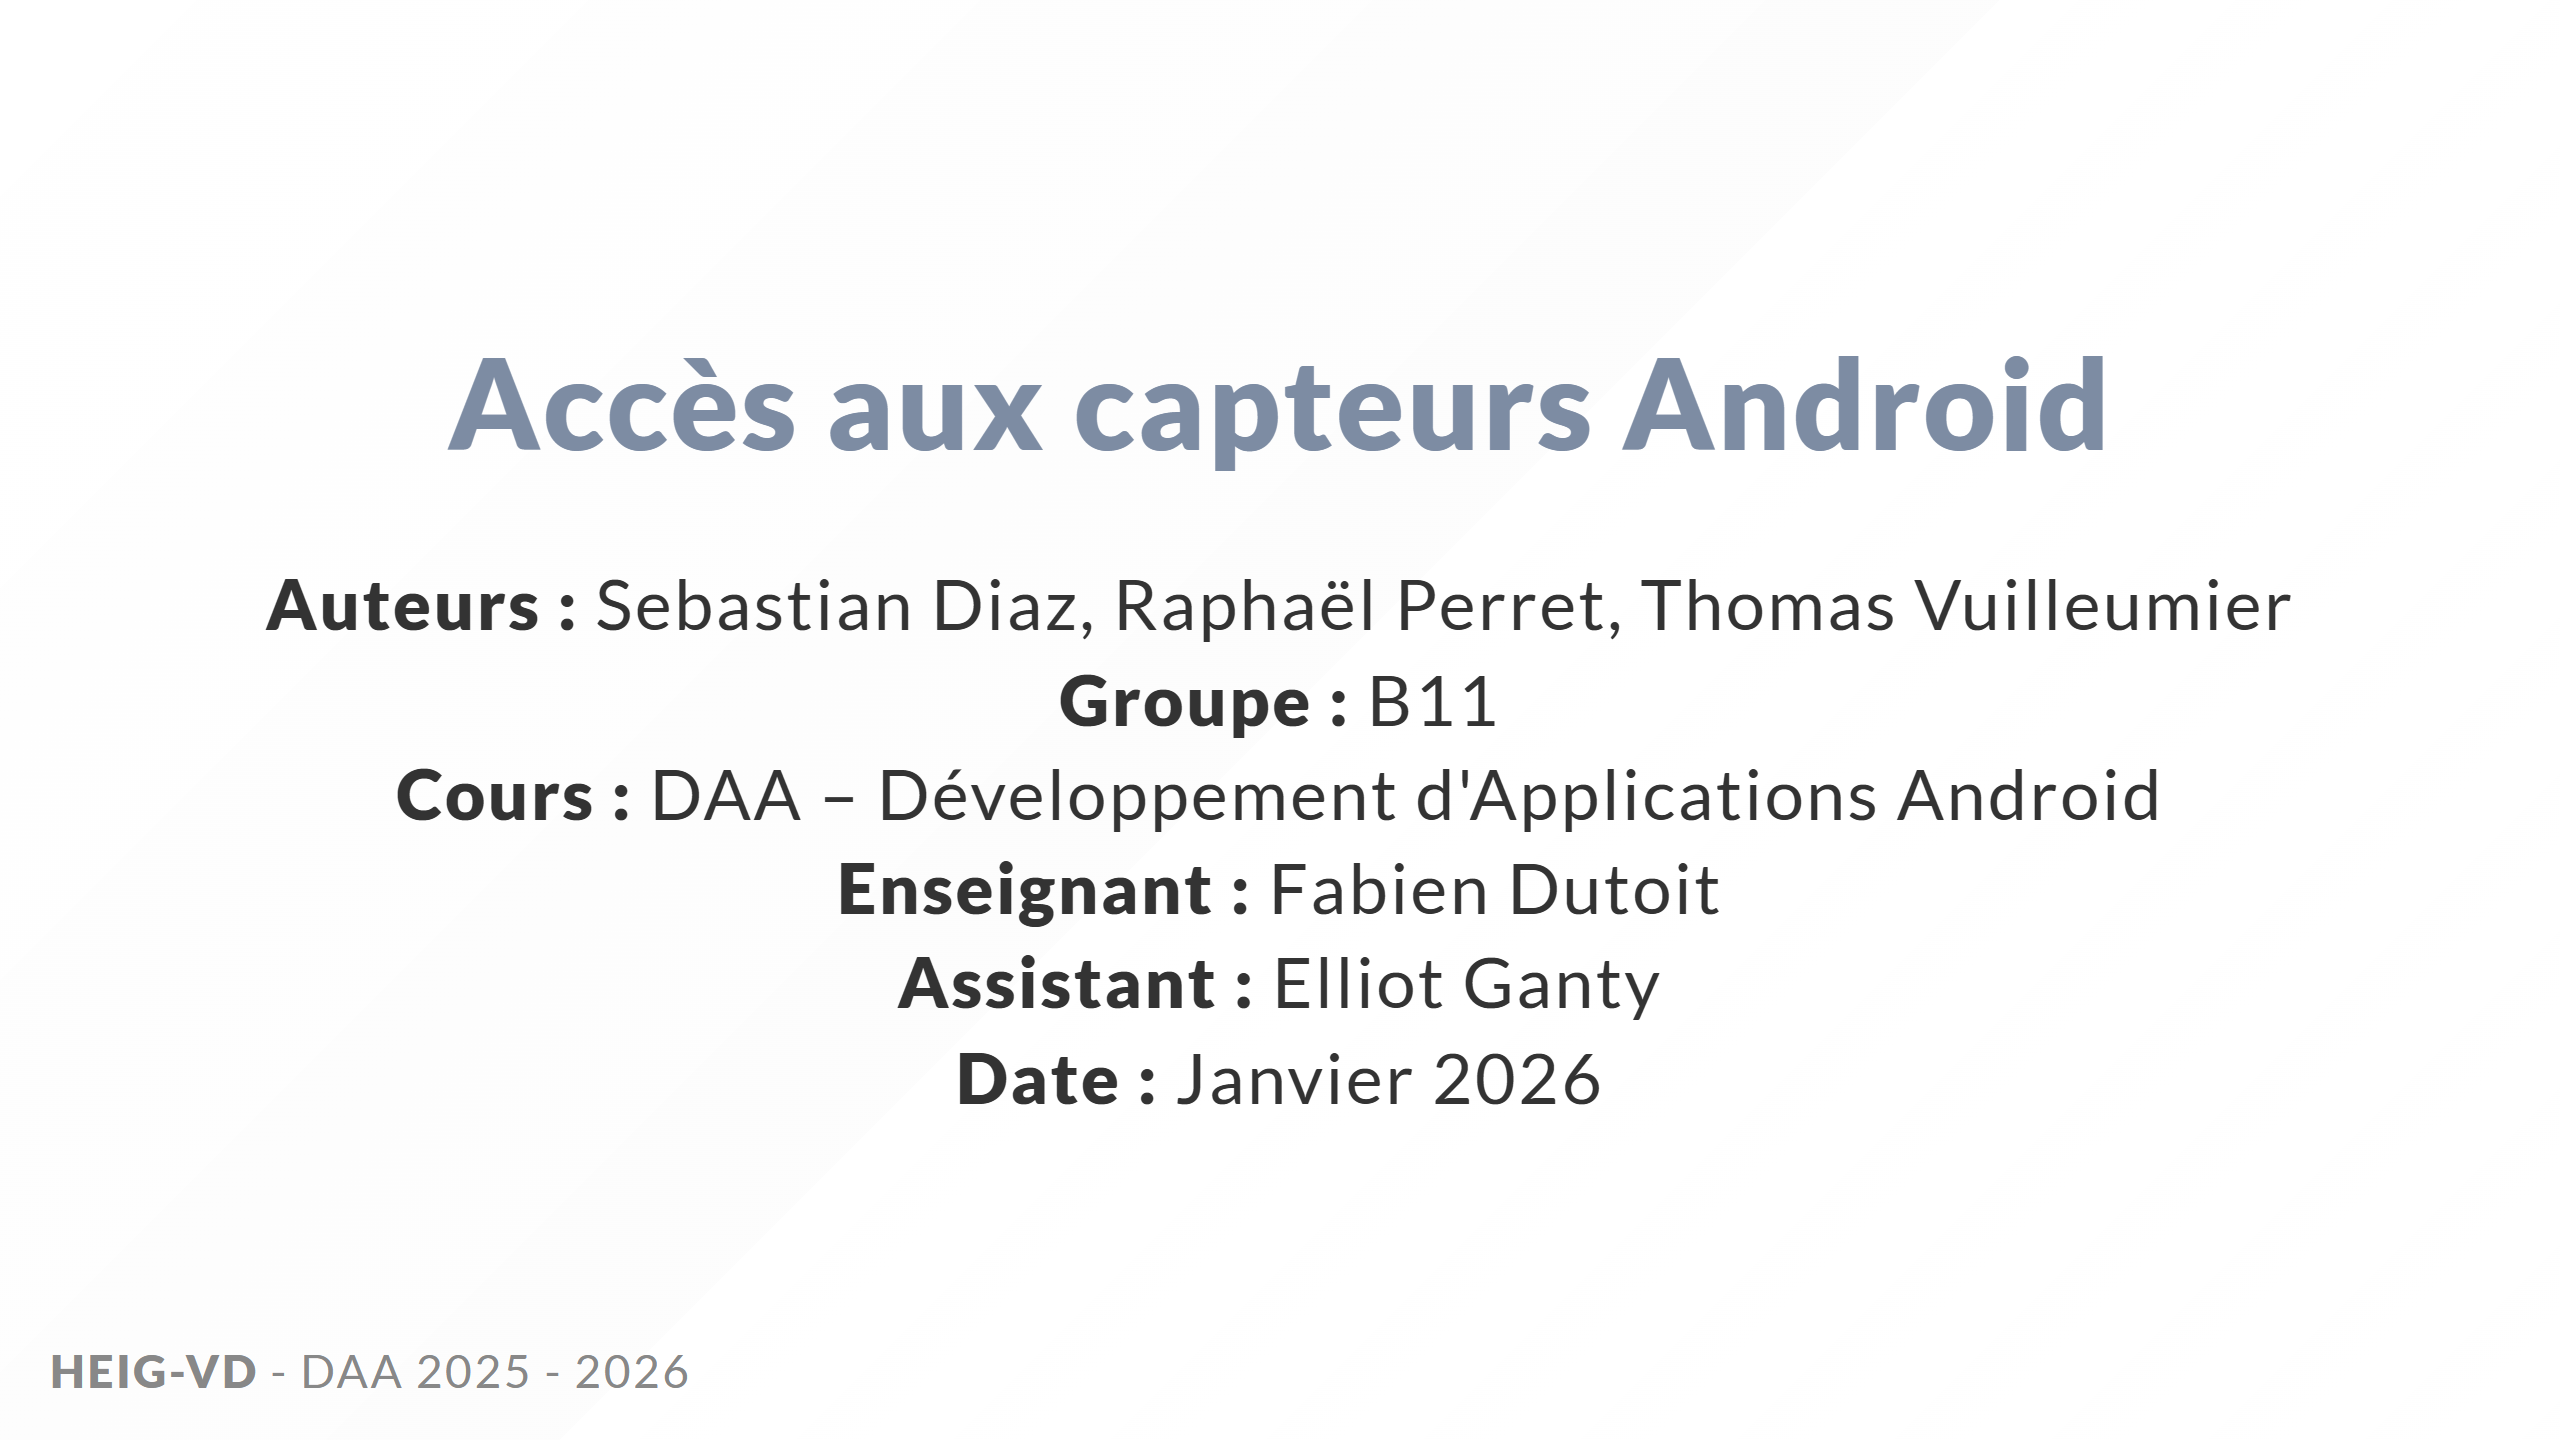 Accès aux capteurs Android
Auteurs : Sebastian Diaz, Raphaël Perret, Thomas Vuilleumier
Groupe : B11
Cours : DAA – Développement d'Applications Android
Enseignant : Fabien Dutoit
Assistant : Elliot Ganty
Date : Janvier 2026
HEIG-VD - DAA 2025 - 2026